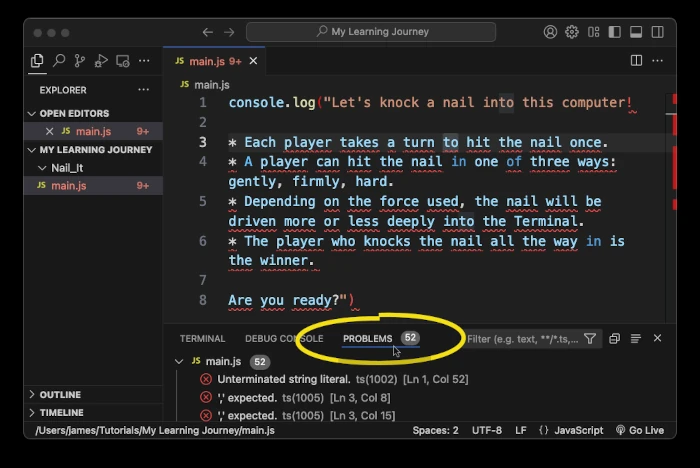 My Learning Journey
EXPLORER
JS main.js 9+
OPEN EDITORS
JS main.js 9+
MY LEARNING JOURNEY
Nail_It
JS main.js 9+
JS main.js
1 console.log("Let's knock a nail into this computer!
2
3 * Each player takes a turn to hit the nail once.
4 * A player can hit the nail in one of three ways:
gently, firmly, hard.
5 * Depending on the force used, the nail will be
driven more or less deeply into the Terminal.
6 * The player who knocks the nail all the way in is
the winner.
7
8 Are you ready?")
TERMINAL DEBUG CONSOLE PROBLEMS 52 Filter (e.g. text, **/*.ts,...
JS main.js 52
Unterminated string literal. ts(1002) [Ln 1, Col 52]
',' expected. ts(1005) [Ln 3, Col 8]
',' expected. ts(1005) [Ln 3, Col 15]
OUTLINE
TIMELINE
/Users/james/Tutorials/My Learning Journey/main.js Spaces: 2 UTF-8 LF {} JavaScript Go Live